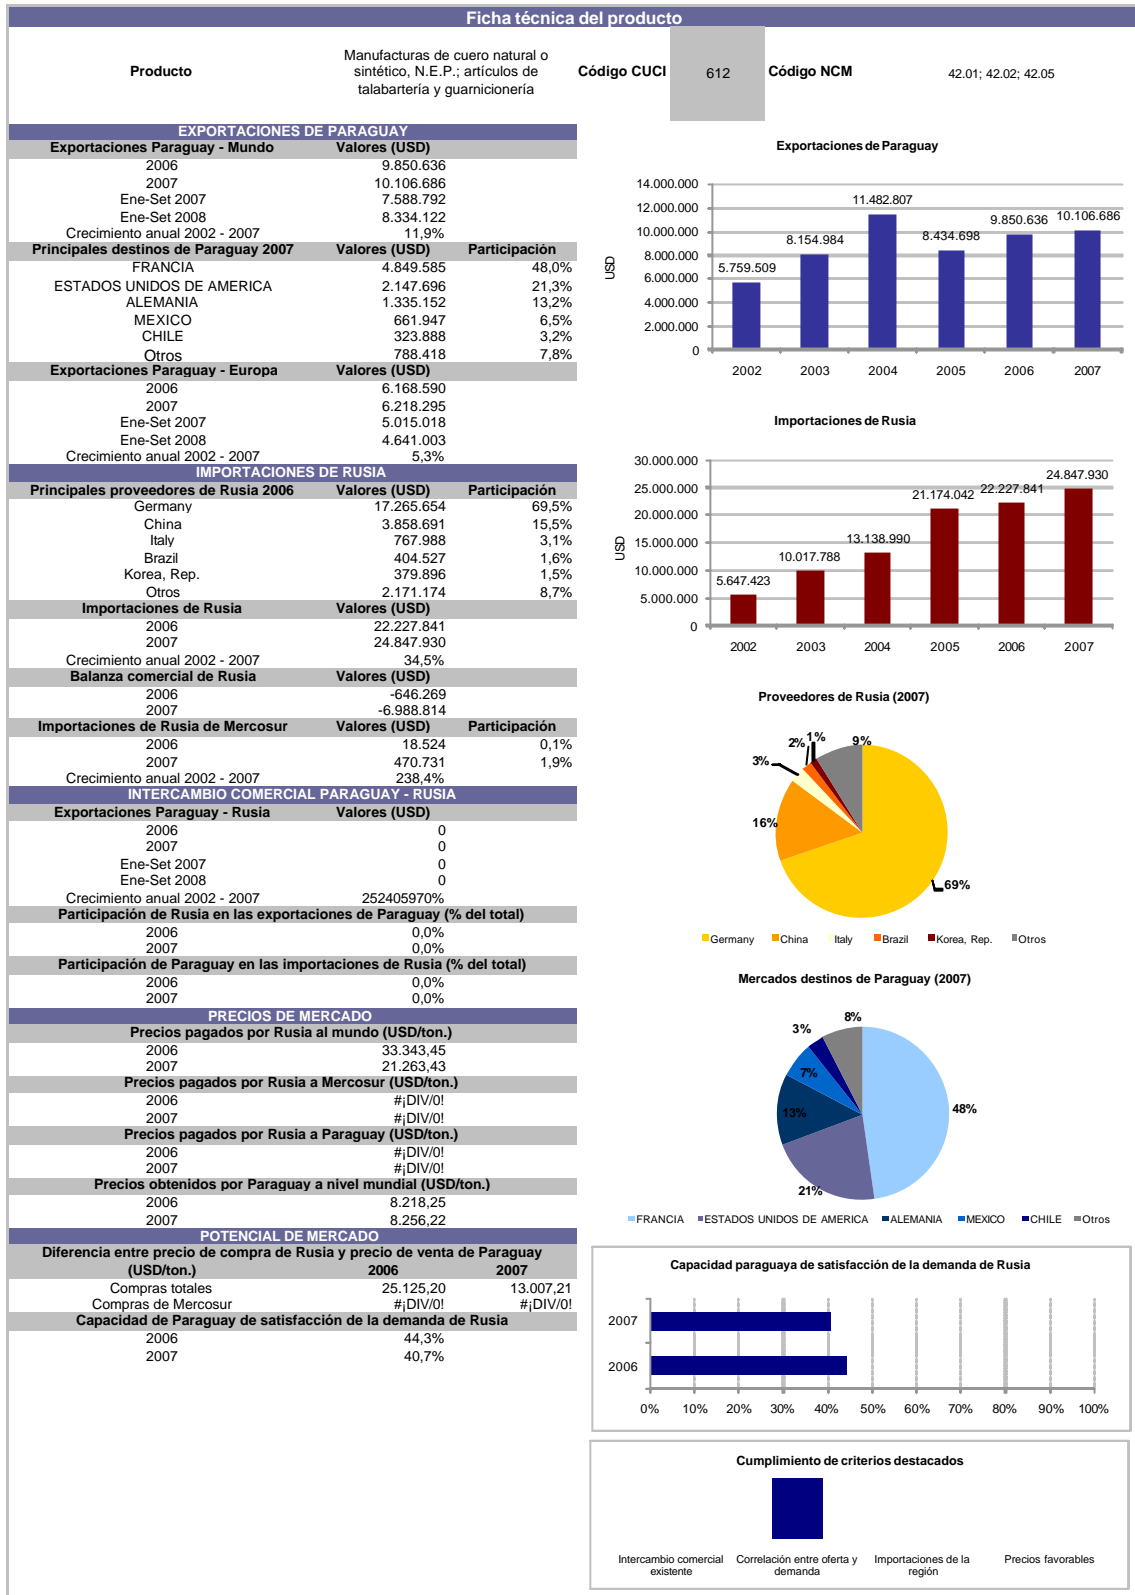 Ficha técnica del producto
Producto
Manufacturas de cuero natural o
sintético, N.E.P.; artículos de
talabartería y guarnicionería
Código CUCI 612 Código NCM 42.01; 42.02; 42.05
EXPORTACIONES DE PARAGUAY
Exportaciones Paraguay - Mundo Valores (USD)
2006 9.850.636
2007 10.106.686
Ene-Set 2007 7.588.792
Ene-Set 2008 8.334.122
Crecimiento anual 2002 - 2007 11,9%
Principales destinos de Paraguay 2007 Valores (USD) Participación
FRANCIA 4.849.585 48,0%
ESTADOS UNIDOS DE AMERICA 2.147.696 21,3%
ALEMANIA 1.335.152 13,2%
MEXICO 661.947 6,5%
CHILE 323.888 3,2%
Otros 788.418 7,8%
Exportaciones Paraguay - Europa Valores (USD)
2006 6.168.590
2007 6.218.295
Ene-Set 2007 5.015.018
Ene-Set 2008 4.641.003
Crecimiento anual 2002 - 2007 5,3%
IMPORTACIONES DE RUSIA
Principales proveedores de Rusia 2006 Valores (USD) Participación
Germany 17.265.654 69,5%
China 3.858.691 15,5%
Italy 767.988 3,1%
Brazil 404.527 1,6%
Korea, Rep. 379.896 1,5%
Otros 2.171.174 8,7%
Importaciones de Rusia Valores (USD)
2006 22.227.841
2007 24.847.930
Crecimiento anual 2002 - 2007 34,5%
Balanza comercial de Rusia Valores (USD)
2006 -646.269
2007 -6.988.814
Importaciones de Rusia de Mercosur Valores (USD) Participación
2006 18.524 0,1%
2007 470.731 1,9%
Crecimiento anual 2002 - 2007 238,4%
INTERCAMBIO COMERCIAL PARAGUAY - RUSIA
Exportaciones Paraguay - Rusia Valores (USD)
2006 0
2007 0
Ene-Set 2007 0
Ene-Set 2008 0
Crecimiento anual 2002 - 2007 252405970%
Participación de Rusia en las exportaciones de Paraguay (% del total)
2006 0,0%
2007 0,0%
Participación de Paraguay en las importaciones de Rusia (% del total)
2006 0,0%
2007 0,0%
PRECIOS DE MERCADO
Precios pagados por Rusia al mundo (USD/ton.)
2006 33.343,45
2007 21.263,43
Precios pagados por Rusia a Mercosur (USD/ton.)
2006 #¡DIV/0!
2007 #¡DIV/0!
Precios pagados por Rusia a Paraguay (USD/ton.)
2006 #¡DIV/0!
2007 #¡DIV/0!
Precios obtenidos por Paraguay a nivel mundial (USD/ton.)
2006 8.218,25
2007 8.256,22
POTENCIAL DE MERCADO
Diferencia entre precio de compra de Rusia y precio de venta de Paraguay
(USD/ton.) 2006 2007
Compras totales 25.125,20 13.007,21
Compras de Mercosur #¡DIV/0! #¡DIV/0!
Capacidad de Paraguay de satisfacción de la demanda de Rusia
2006 44,3%
2007 40,7%
Exportaciones de Paraguay
USD
14.000.000
12.000.000
10.000.000
8.000.000
6.000.000
4.000.000
2.000.000
0
5.759.509
8.154.984
11.482.807
8.434.698
9.850.636
10.106.686
2002 2003 2004 2005 2006 2007
Importaciones de Rusia
USD
30.000.000
25.000.000
20.000.000
15.000.000
10.000.000
5.000.000
0
5.647.423
10.017.788
13.138.990
21.174.042
22.227.841
24.847.930
2002 2003 2004 2005 2006 2007
Proveedores de Rusia (2007)
69%
16%
3%
2%
1%
9%
Germany China Italy Brazil Korea, Rep. Otros
Mercados destinos de Paraguay (2007)
48%
21%
13%
7%
3%
8%
FRANCIA ESTADOS UNIDOS DE AMERICA ALEMANIA MEXICO CHILE Otros
Capacidad paraguaya de satisfacción de la demanda de Rusia
2007
2006
0% 10% 20% 30% 40% 50% 60% 70% 80% 90% 100%
Cumplimiento de criterios destacados
Intercambio comercial
existente
Correlación entre oferta y
demanda
Importaciones de la
región
Precios favorables